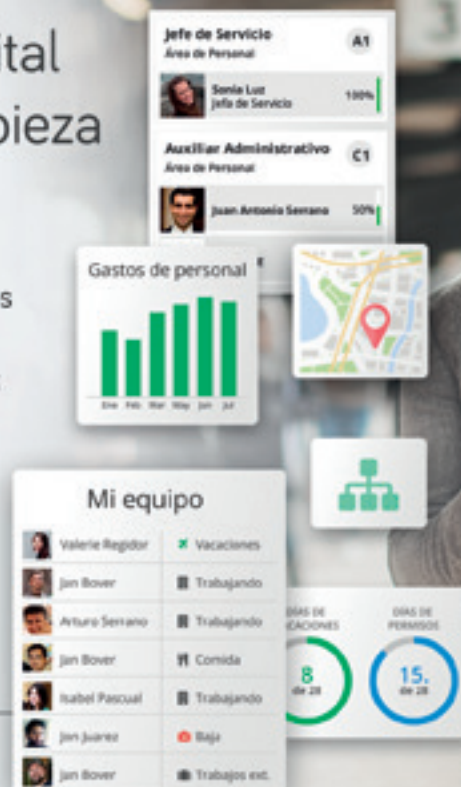 ital
pieza
s
Jefe de Servicio
A1
Área de Personal
Sonia Luz
Jefa de Servicio
100%
Auxiliar Administrativo
C1
Área de Personal
Juan Antonio Serrano
50%
Gastos de personal
Ene Feb Mar May Jun Jul
Mi equipo
Valerie Regidor
Vacaciones
Jan Bover
Trabajando
Arturo Serrano
Trabajando
Jan Bover
Comida
Isabel Pascual
Trabajando
Jon Juarez
Baja
Jan Bover
Trabajos ext.
DÍAS DE
CACIONES
8
de 28
DÍAS DE
PERMISOS
15.
de 28